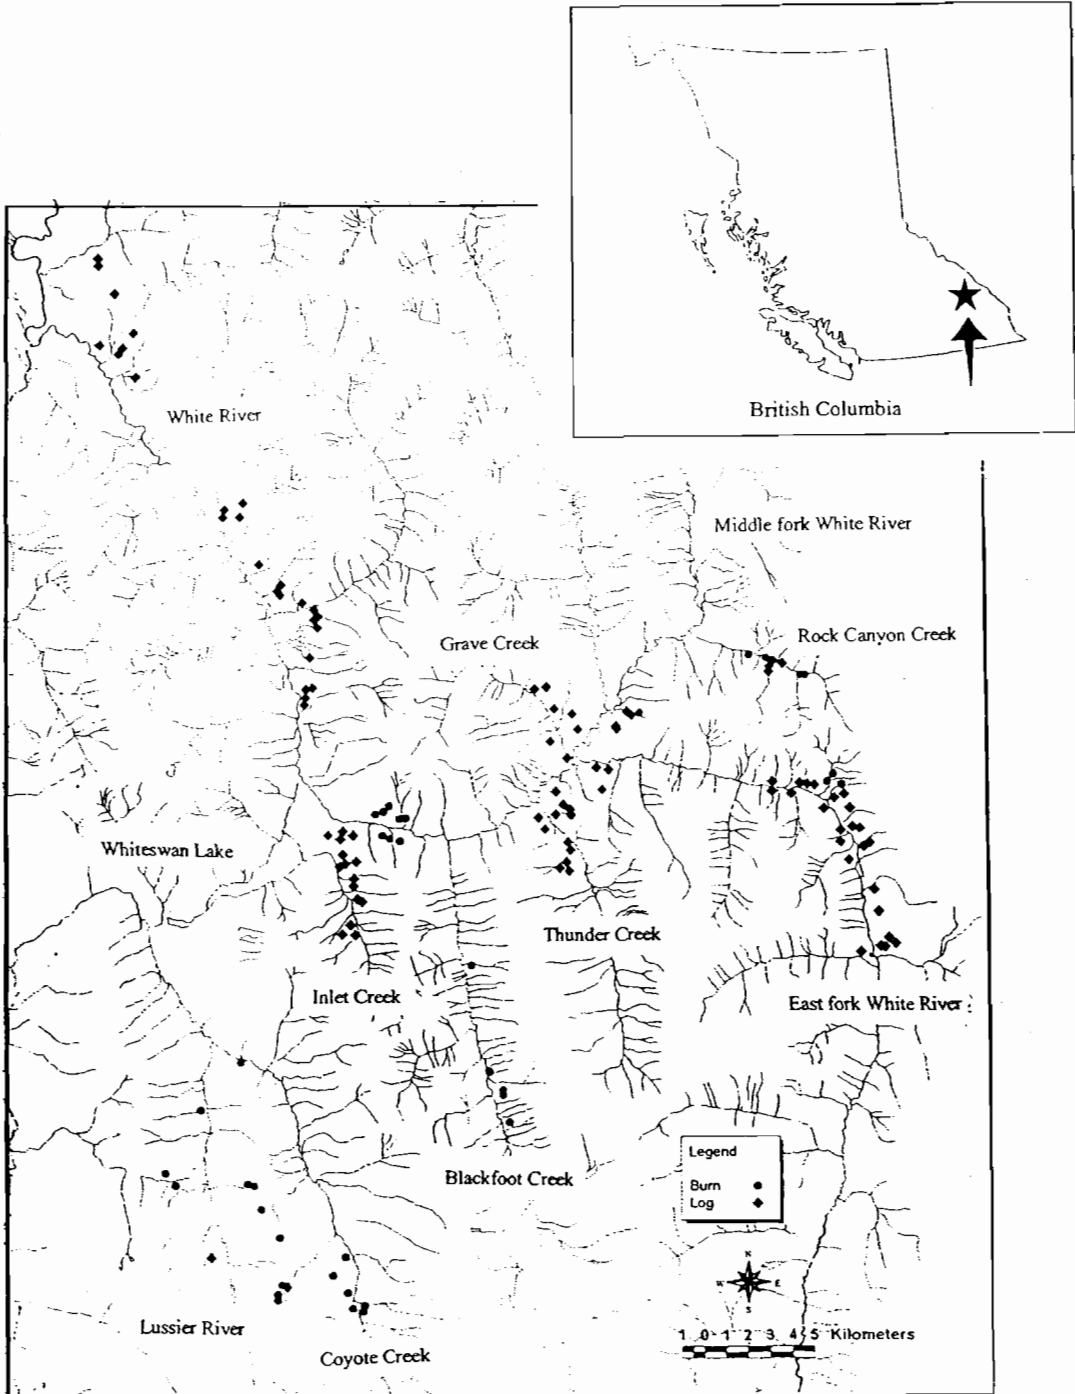 British Columbia
White River
Middle fork White River
Rock Canyon Creek
Grave Creek
Whiteswan Lake
Thunder Creek
Inlet Creek
East fork White River
Blackfoot Creek
Legend
Burn
Log
N
W E
S
1 0 1 2 3 4 5 Kilometers
Lussier River
Coyote Creek